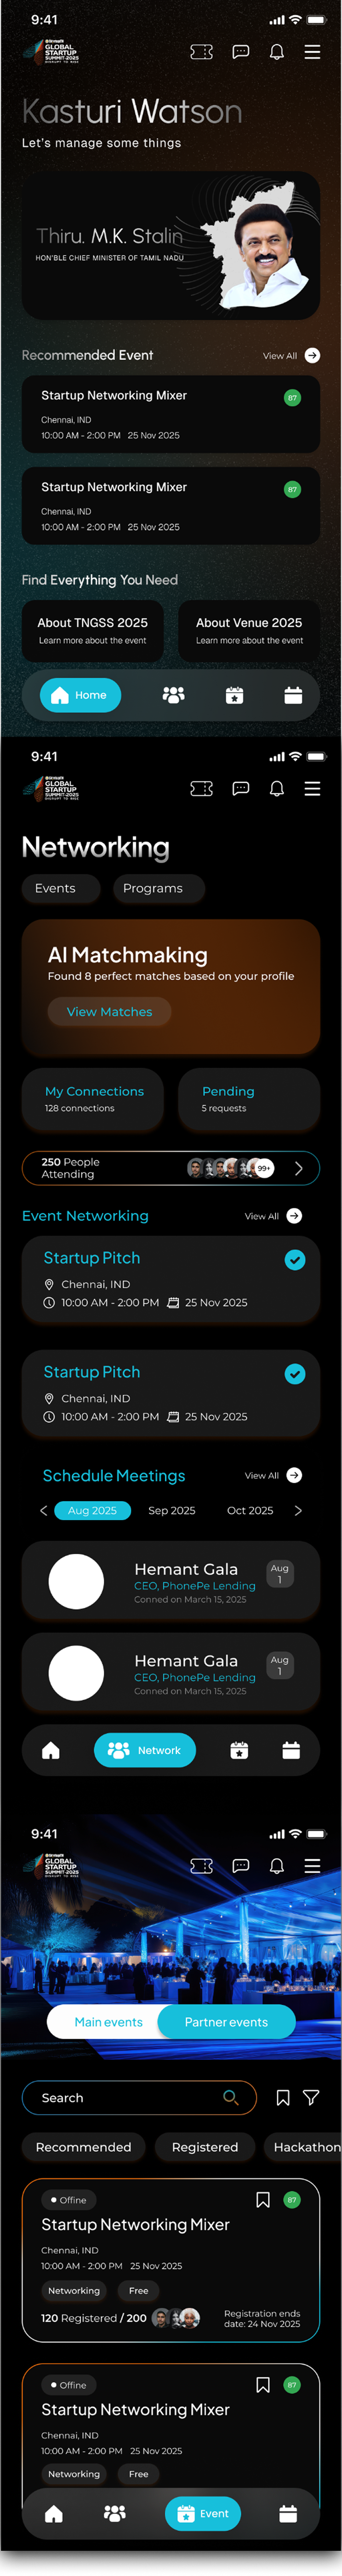 9:41
GLOBAL
STARTUP
SUMMIT-2025
DISRUPT TO RISE
Kasturi Watson
Let's manage some things
Thiru. M.K. Stalin
HON'BLE CHIEF MINISTER OF TAMIL NADU
Recommended Event
View All
Startup Networking Mixer
87
Chennai, IND
10:00 AM - 2:00 PM 25 Nov 2025
Startup Networking Mixer
87
Chennai, IND
10:00 AM - 2:00 PM 25 Nov 2025
Find Everything You Need
About TNGSS 2025
Learn more about the event
About Venue 2025
Learn more about the event
Home
9:41
GLOBAL
STARTUP
SUMMIT-2025
DISRUPT TO RISE
Networking
Events
Programs
AI Matchmaking
Found 8 perfect matches based on your profile
View Matches
My Connections
128 connections
Pending
5 requests
250 People
Attending
99+
Event Networking
View All
Startup Pitch
Chennai, IND
10:00 AM - 2:00 PM 25 Nov 2025
Startup Pitch
Chennai, IND
10:00 AM - 2:00 PM 25 Nov 2025
Schedule Meetings
View All
Aug 2025
Sep 2025
Oct 2025
Hemant Gala
CEO, PhonePe Lending
Conned on March 15, 2025
Aug
1
Hemant Gala
CEO, PhonePe Lending
Conned on March 15, 2025
Aug
1
Network
9:41
GLOBAL
STARTUP
SUMMIT-2025
DISRUPT TO RISE
Main events
Partner events
Search
Recommended
Registered
Hackathon
Offine
87
Startup Networking Mixer
Chennai, IND
10:00 AM - 2:00 PM 25 Nov 2025
Networking
Free
120 Registered / 200
Registration ends
date: 24 Nov 2025
Offine
87
Startup Networking Mixer
Chennai, IND
10:00 AM - 2:00 PM 25 Nov 2025
Networking
Free
Event